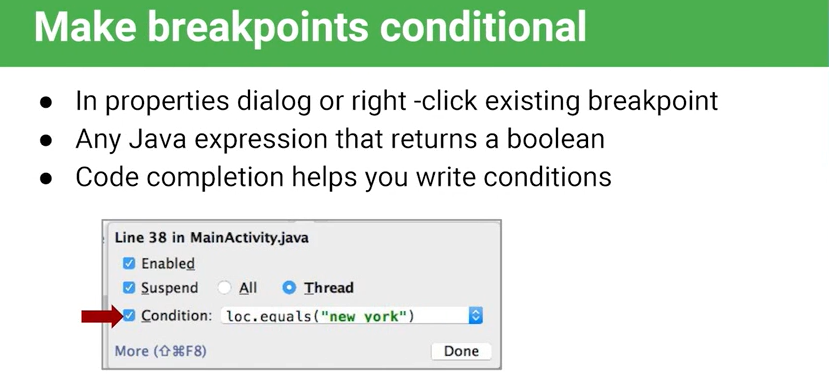 Make breakpoints conditional
● In properties dialog or right -click existing breakpoint
● Any Java expression that returns a boolean
● Code completion helps you write conditions
Line 38 in MainActivity.java
Enabled
Suspend All Thread
Condition: loc.equals("new york")
More (⇧⌘F8) Done